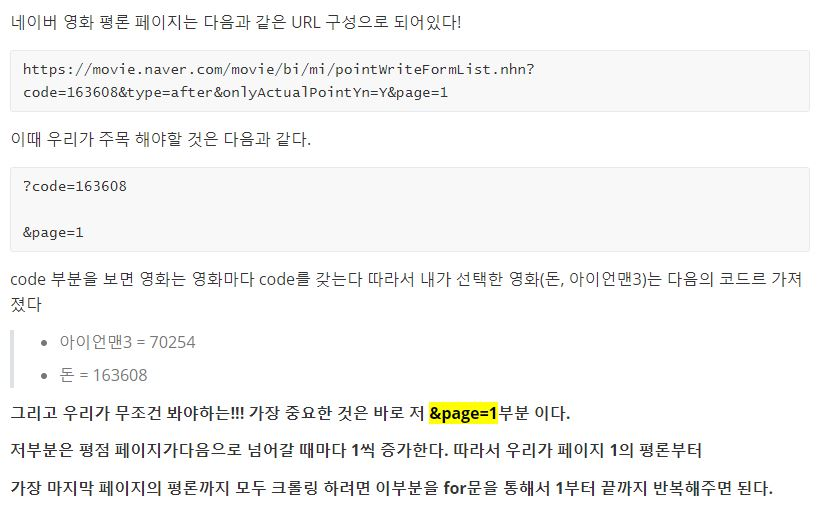 네이버 영화 평론 페이지는 다음과 같은 URL 구성으로 되어있다!
https://movie.naver.com/movie/bi/mi/pointWriteFormList.nhn?
code=163608&type=after&onlyActualPointYn=Y&page=1
이때 우리가 주목 해야할 것은 다음과 같다.
?code=163608
&page=1
code 부분을 보면 영화는 영화마다 code를 갖는다 따라서 내가 선택한 영화(돈, 아이언맨3)는 다음의 코드르 가져
졌다
• 아이언맨3 = 70254
• 돈 = 163608
그리고 우리가 무조건 봐야하는!!! 가장 중요한 것은 바로 저 &page=1부분 이다.
저부분은 평점 페이지가다음으로 넘어갈 때마다 1씩 증가한다. 따라서 우리가 페이지 1의 평론부터
가장 마지막 페이지의 평론까지 모두 크롤링 하려면 이부분을 for문을 통해서 1부터 끝까지 반복해주면 된다.